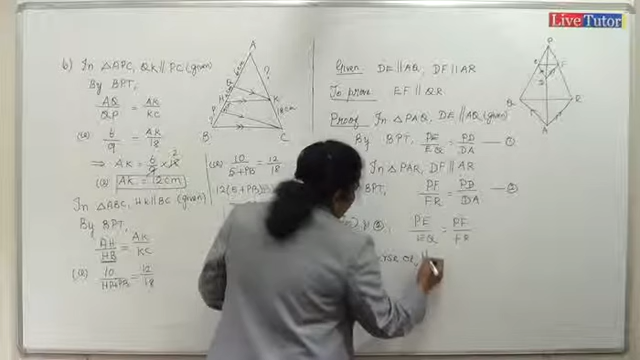 LiveTutor
b) In △APC, QK ∥ PC (given)
By BPT,
AQ/QP = AK/KC
(a) 6/9 = AK/18
⇒ AK = 6/9 × 18 2
(a) AK = 12cm
In △ABC, HK ∥ BC (given)
By BPT,
AH/HB = AK/KC
(a) 10/HP+PB = 12/18
A
6cm
?
Q
H
K
P
18cm
B
C
10/5+PB = 12/18
12(5+PB)
Given: DE ∥ AQ, DF ∥ AR
To prove: EF ∥ QR
Proof: In △PAQ, DE ∥ AQ (given)
By BPT, PE/EQ = PD/DA — ①
In △PAR, DF ∥ AR
BPT, PF/FR = PD/DA — ②
②, PE/EQ = PF/FR
P
E
F
D
Q
R
A